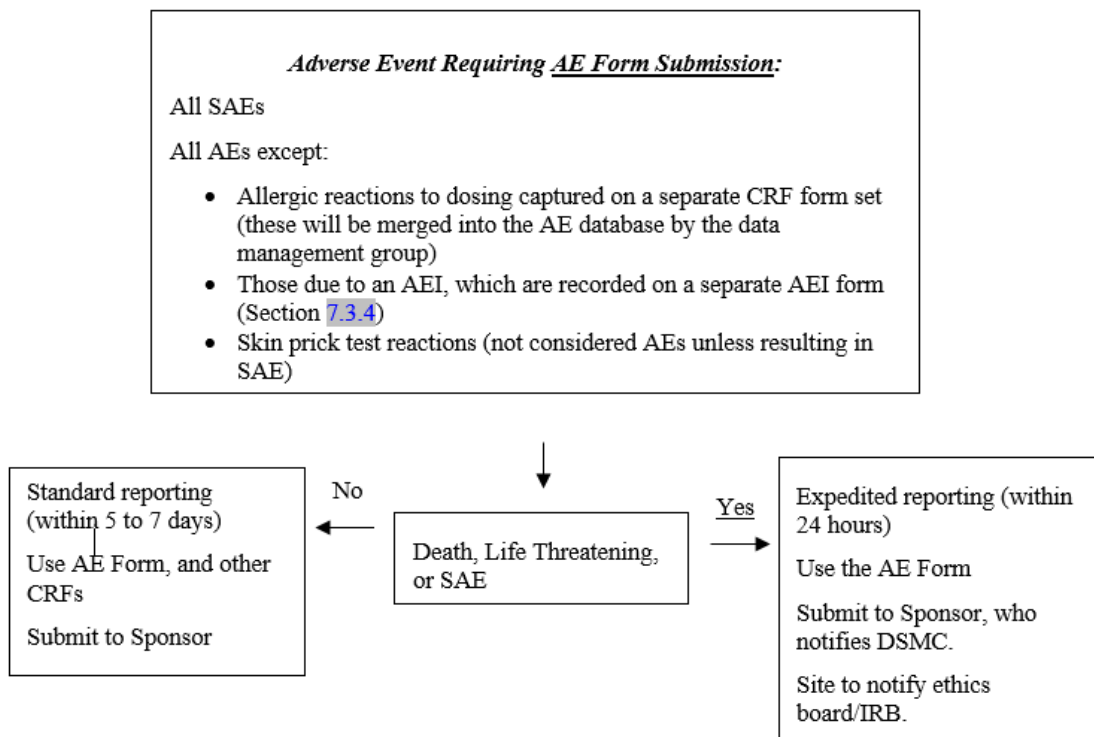 Adverse Event Requiring AE Form Submission:
All SAEs
All AEs except:
• Allergic reactions to dosing captured on a separate CRF form set
(these will be merged into the AE database by the data
management group)
• Those due to an AEI, which are recorded on a separate AEI form
(Section 7.3.4)
• Skin prick test reactions (not considered AEs unless resulting in
SAE)
Standard reporting
(within 5 to 7 days)
Use AE Form, and other
CRFs
Submit to Sponsor
No
Death, Life Threatening,
or SAE
Yes
Expedited reporting (within
24 hours)
Use the AE Form
Submit to Sponsor, who
notifies DSMC.
Site to notify ethics
board/IRB.